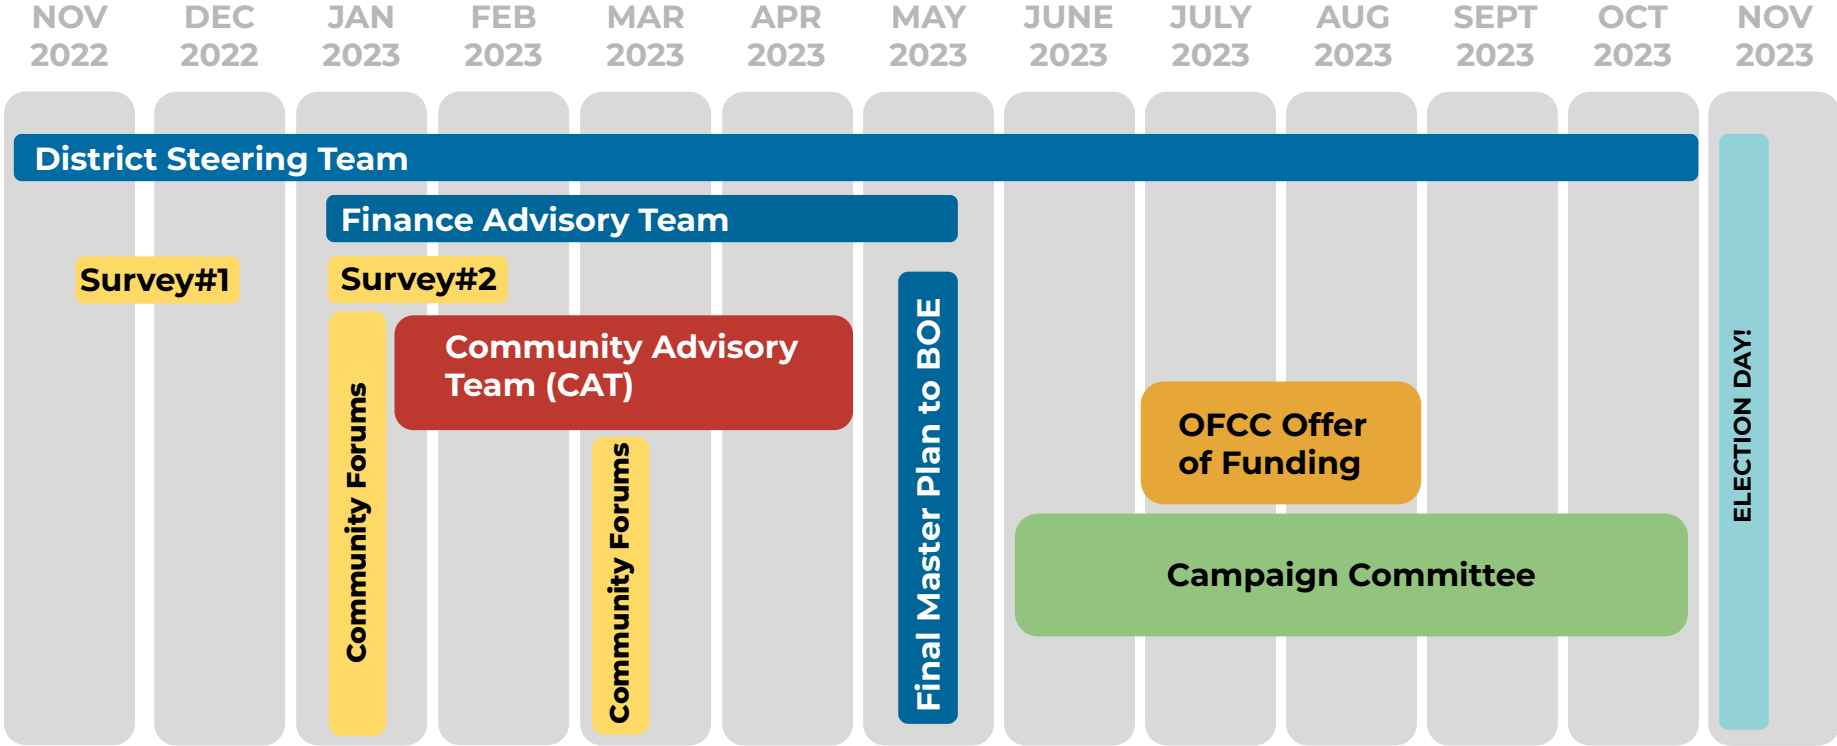 NOV DEC JAN FEB MAR APR MAY JUNE JULY AUG SEPT OCT NOV
2022 2022 2023 2023 2023 2023 2023 2023 2023 2023 2023 2023 2023
District Steering Team
Finance Advisory Team
Survey#1
Survey#2
Community Forums
Community Advisory
Team (CAT)
Community Forums
Final Master Plan to BOE
OFCC Offer
of Funding
Campaign Committee
ELECTION DAY!